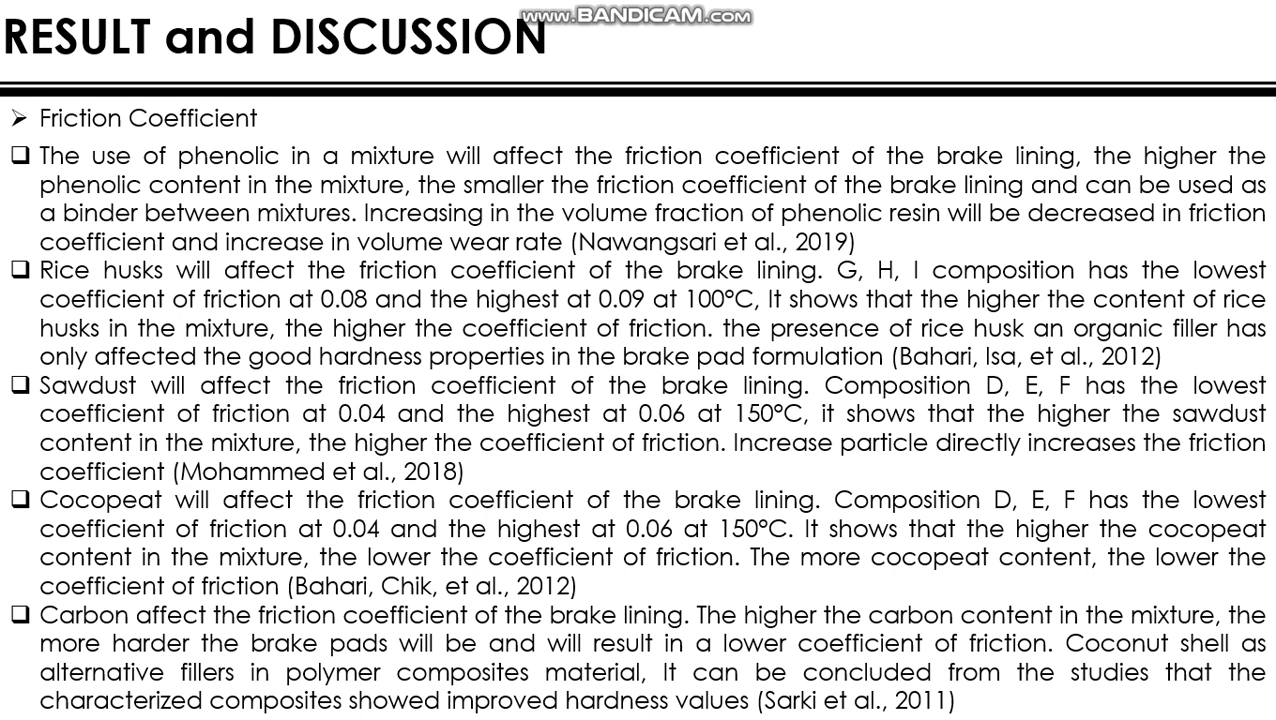 www.BANDICAM.com
RESULT and DISCUSSION
Friction Coefficient
The use of phenolic in a mixture will affect the friction coefficient of the brake lining, the higher the
phenolic content in the mixture, the smaller the friction coefficient of the brake lining and can be used as
a binder between mixtures. Increasing in the volume fraction of phenolic resin will be decreased in friction
coefficient and increase in volume wear rate (Nawangsari et al., 2019)
Rice husks will affect the friction coefficient of the brake lining. G, H, I composition has the lowest
coefficient of friction at 0.08 and the highest at 0.09 at 100°C, It shows that the higher the content of rice
husks in the mixture, the higher the coefficient of friction. the presence of rice husk an organic filler has
only affected the good hardness properties in the brake pad formulation (Bahari, Isa, et al., 2012)
Sawdust will affect the friction coefficient of the brake lining. Composition D, E, F has the lowest
coefficient of friction at 0.04 and the highest at 0.06 at 150°C, it shows that the higher the sawdust
content in the mixture, the higher the coefficient of friction. Increase particle directly increases the friction
coefficient (Mohammed et al., 2018)
Cocopeat will affect the friction coefficient of the brake lining. Composition D, E, F has the lowest
coefficient of friction at 0.04 and the highest at 0.06 at 150°C. It shows that the higher the cocopeat
content in the mixture, the lower the coefficient of friction. The more cocopeat content, the lower the
coefficient of friction (Bahari, Chik, et al., 2012)
Carbon affect the friction coefficient of the brake lining. The higher the carbon content in the mixture, the
more harder the brake pads will be and will result in a lower coefficient of friction. Coconut shell as
alternative fillers in polymer composites material, It can be concluded from the studies that the
characterized composites showed improved hardness values (Sarki et al., 2011)